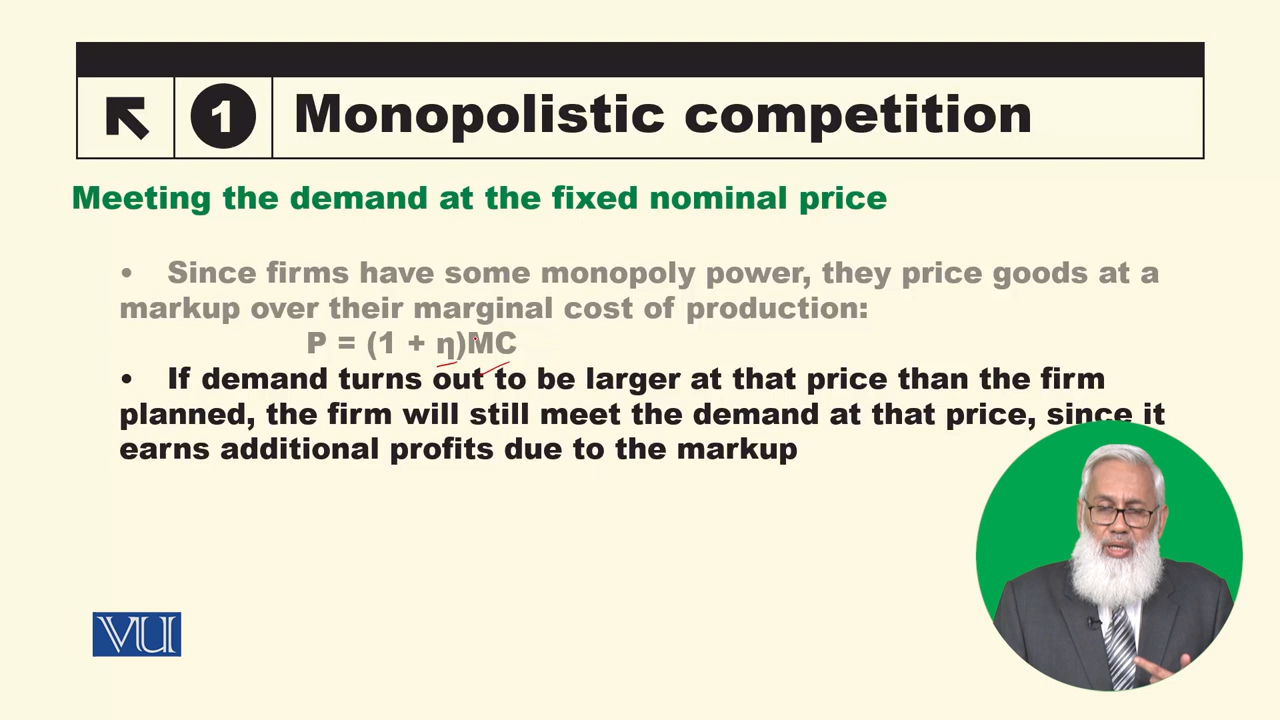 1 Monopolistic competition
Meeting the demand at the fixed nominal price
• Since firms have some monopoly power, they price goods at a
markup over their marginal cost of production:
P = (1 + η)MC
• If demand turns out to be larger at that price than the firm
planned, the firm will still meet the demand at that price, since it
earns additional profits due to the markup
VU